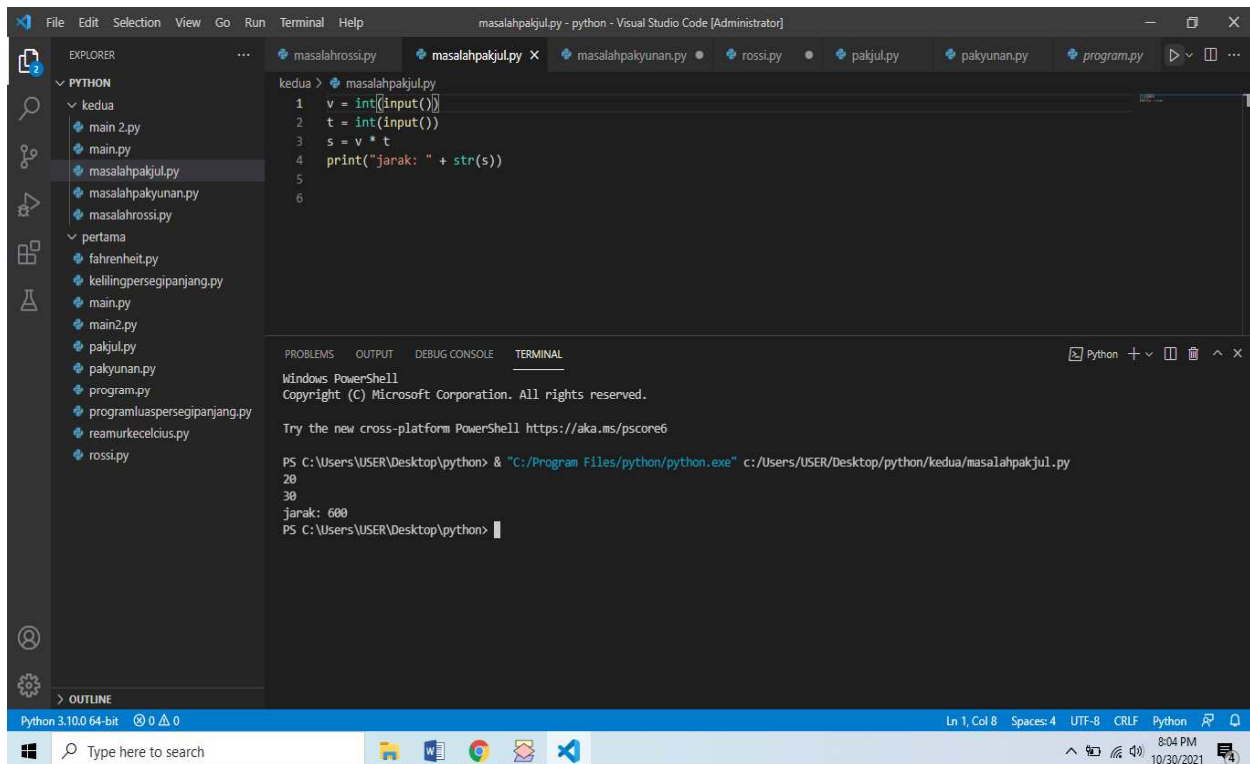 File Edit Selection View Go Run Terminal Help masalahpakjul.py - python - Visual Studio Code [Administrator]
EXPLORER
PYTHON
kedua
main 2.py
main.py
masalahpakjul.py
masalahpakyunan.py
masalahrossi.py
pertama
fahrenheit.py
kelilingpersegipanjang.py
main.py
main2.py
pakjul.py
pakyunan.py
program.py
programluaspersegipanjang.py
reamurkecelcius.py
rossi.py
OUTLINE
masalahrossi.py masalahpakjul.py masalahpakyunan.py rossi.py pakjul.py pakyunan.py program.py
kedua > masalahpakjul.py
1 v = int(input())
2 t = int(input())
3 s = v * t
4 print("jarak: " + str(s))
5
6
PROBLEMS OUTPUT DEBUG CONSOLE TERMINAL Python
Windows PowerShell
Copyright (C) Microsoft Corporation. All rights reserved.
Try the new cross-platform PowerShell https://aka.ms/pscore6
PS C:\Users\USER\Desktop\python> & "C:/Program Files/python/python.exe" c:/Users/USER/Desktop/python/kedua/masalahpakjul.py
20
30
jarak: 600
PS C:\Users\USER\Desktop\python>
2
Python 3.10.0 64-bit 0 0 Ln 1, Col 8 Spaces: 4 UTF-8 CRLF Python
Type here to search
8:04 PM
10/30/2021
4